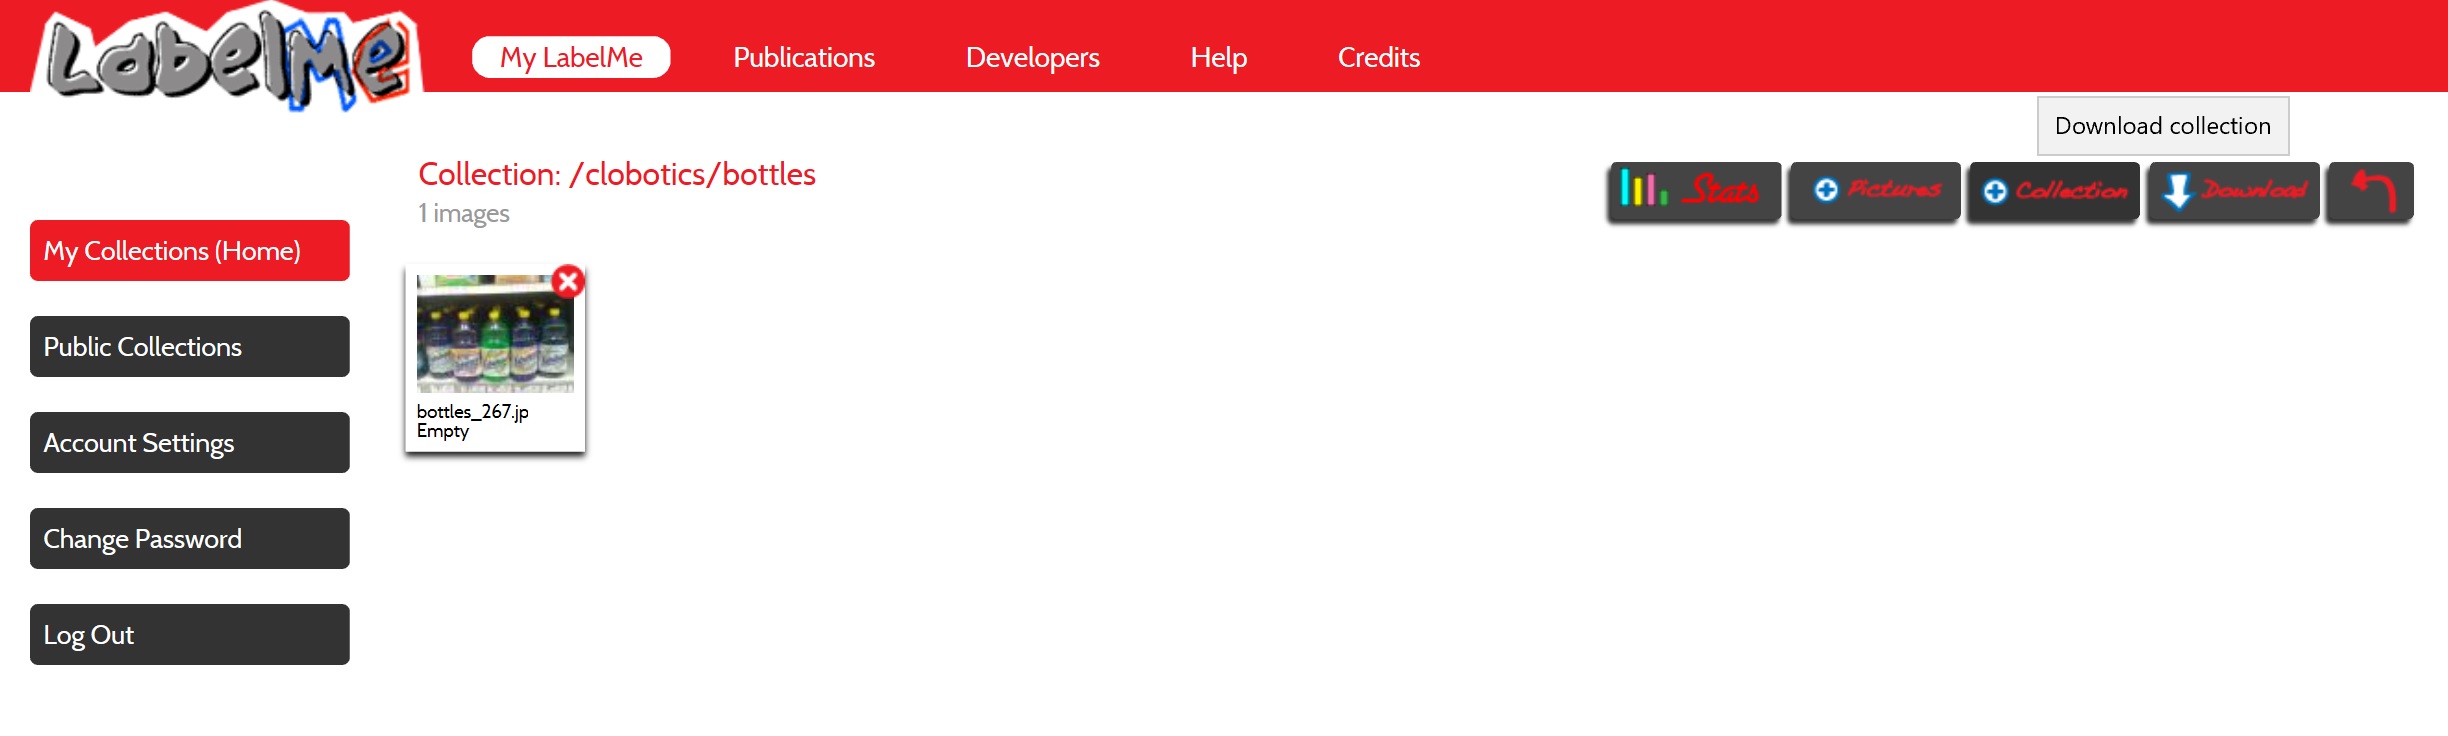 LabelMe
My LabelMe
Publications
Developers
Help
Credits
Download collection
Collection: /clobotics/bottles
1 images
Stats
Pictures
Collection
Download
My Collections (Home)
Public Collections
Account Settings
Change Password
Log Out
bottles_267.jp
Empty